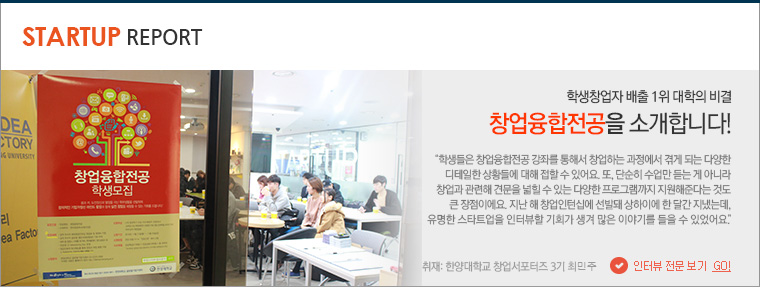 STARTUP REPORT
IDEA
FACTORY
NG UNIVERSITY
창업융합전공
학생모집
리
ea Factory
학생창업자 배출 1위 대학의 비결
창업융합전공을 소개합니다!
"학생들은 창업융합전공 강좌를 통해서 창업하는 과정에서 겪게 되는 다양한
디테일한 상황들에 대해 접할 수 있어요. 또, 단순히 수업만 듣는 게 아니라
창업과 관련해 견문을 넓힐 수 있는 다양한 프로그램까지 지원해준다는 것도
큰 장점이에요. 지난 해 창업인턴십에 선발돼 상하이에 한 달간 지냈는데,
유명한 스타트업을 인터뷰할 기회가 생겨 많은 이야기를 들을 수 있었어요."
취재: 한양대학교 창업서포터즈 3기 최민주
인터뷰 전문 보기 GO!